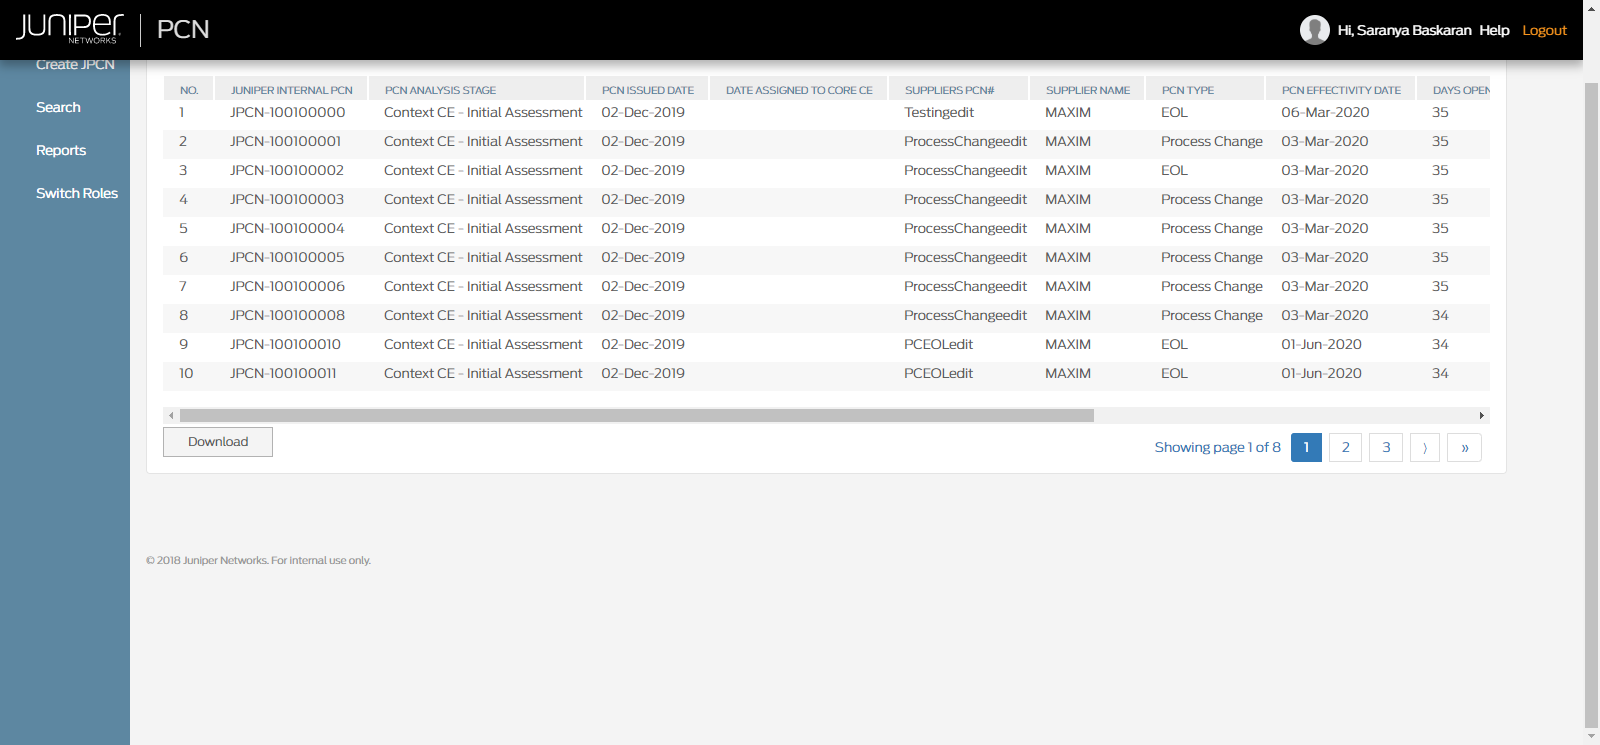 JUNIPER NETWORKS | PCN Hi, Saranya Baskaran Help Logout
Create JPCN
Search
Reports
Switch Roles
NO. JUNIPER INTERNAL PCN PCN ANALYSIS STAGE PCN ISSUED DATE DATE ASSIGNED TO CORE CE SUPPLIERS PCN# SUPPLIER NAME PCN TYPE PCN EFFECTIVITY DATE DAYS OPEN
1 JPCN-100100000 Context CE - Initial Assessment 02-Dec-2019 Testingedit MAXIM EOL 06-Mar-2020 35
2 JPCN-100100001 Context CE - Initial Assessment 02-Dec-2019 ProcessChangeedit MAXIM Process Change 03-Mar-2020 35
3 JPCN-100100002 Context CE - Initial Assessment 02-Dec-2019 ProcessChangeedit MAXIM EOL 03-Mar-2020 35
4 JPCN-100100003 Context CE - Initial Assessment 02-Dec-2019 ProcessChangeedit MAXIM Process Change 03-Mar-2020 35
5 JPCN-100100004 Context CE - Initial Assessment 02-Dec-2019 ProcessChangeedit MAXIM Process Change 03-Mar-2020 35
6 JPCN-100100005 Context CE - Initial Assessment 02-Dec-2019 ProcessChangeedit MAXIM Process Change 03-Mar-2020 35
7 JPCN-100100006 Context CE - Initial Assessment 02-Dec-2019 ProcessChangeedit MAXIM Process Change 03-Mar-2020 35
8 JPCN-100100008 Context CE - Initial Assessment 02-Dec-2019 ProcessChangeedit MAXIM Process Change 03-Mar-2020 34
9 JPCN-100100010 Context CE - Initial Assessment 02-Dec-2019 PCEOLedit MAXIM EOL 01-Jun-2020 34
10 JPCN-100100011 Context CE - Initial Assessment 02-Dec-2019 PCEOLedit MAXIM EOL 01-Jun-2020 34
Download
Showing page 1 of 8 1 2 3 ⟩ »
© 2018 Juniper Networks. For internal use only.